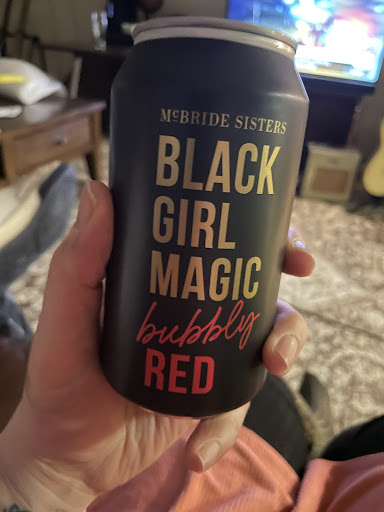 McBRIDE SISTERS
BLACK
GIRL
MAGIC
bubbly
RED